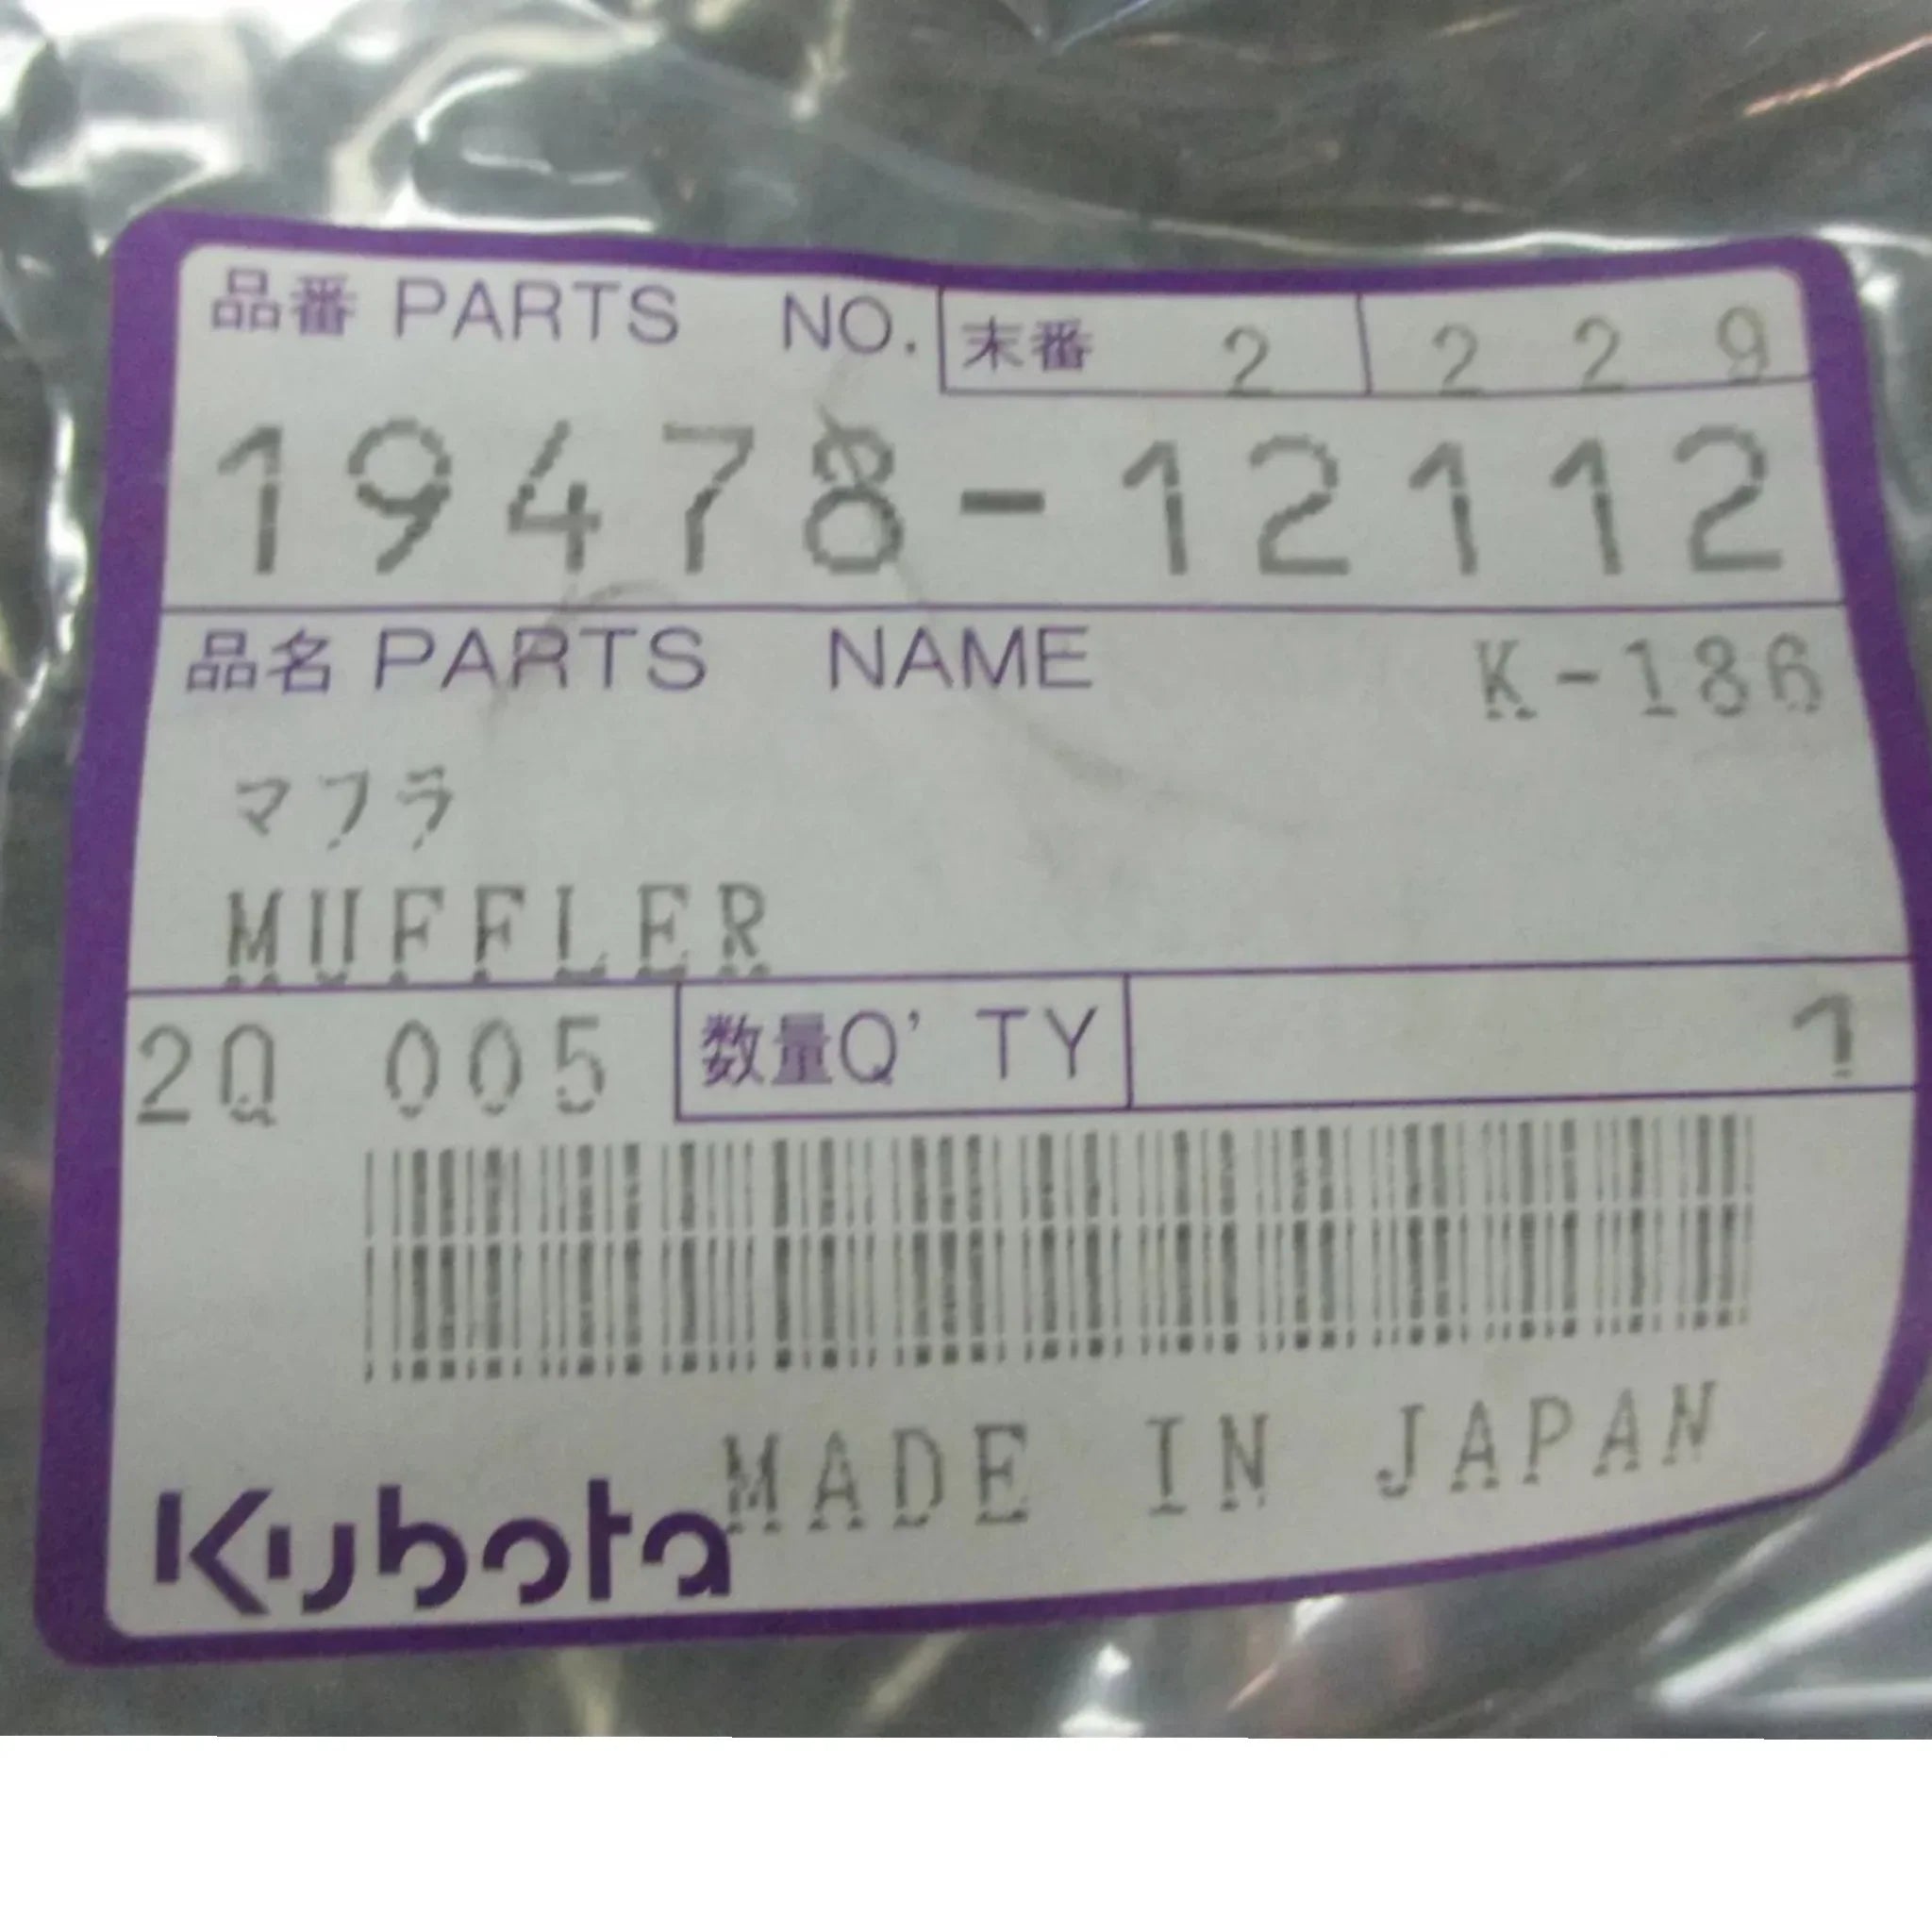 品番 PARTS NO. 末番 2 2 2 9
19478-12112
品名 PARTS NAME K-186
マフラ
MUFFLER
2Q 005 数量Q'TY 1
MADE IN JAPAN
Kubota